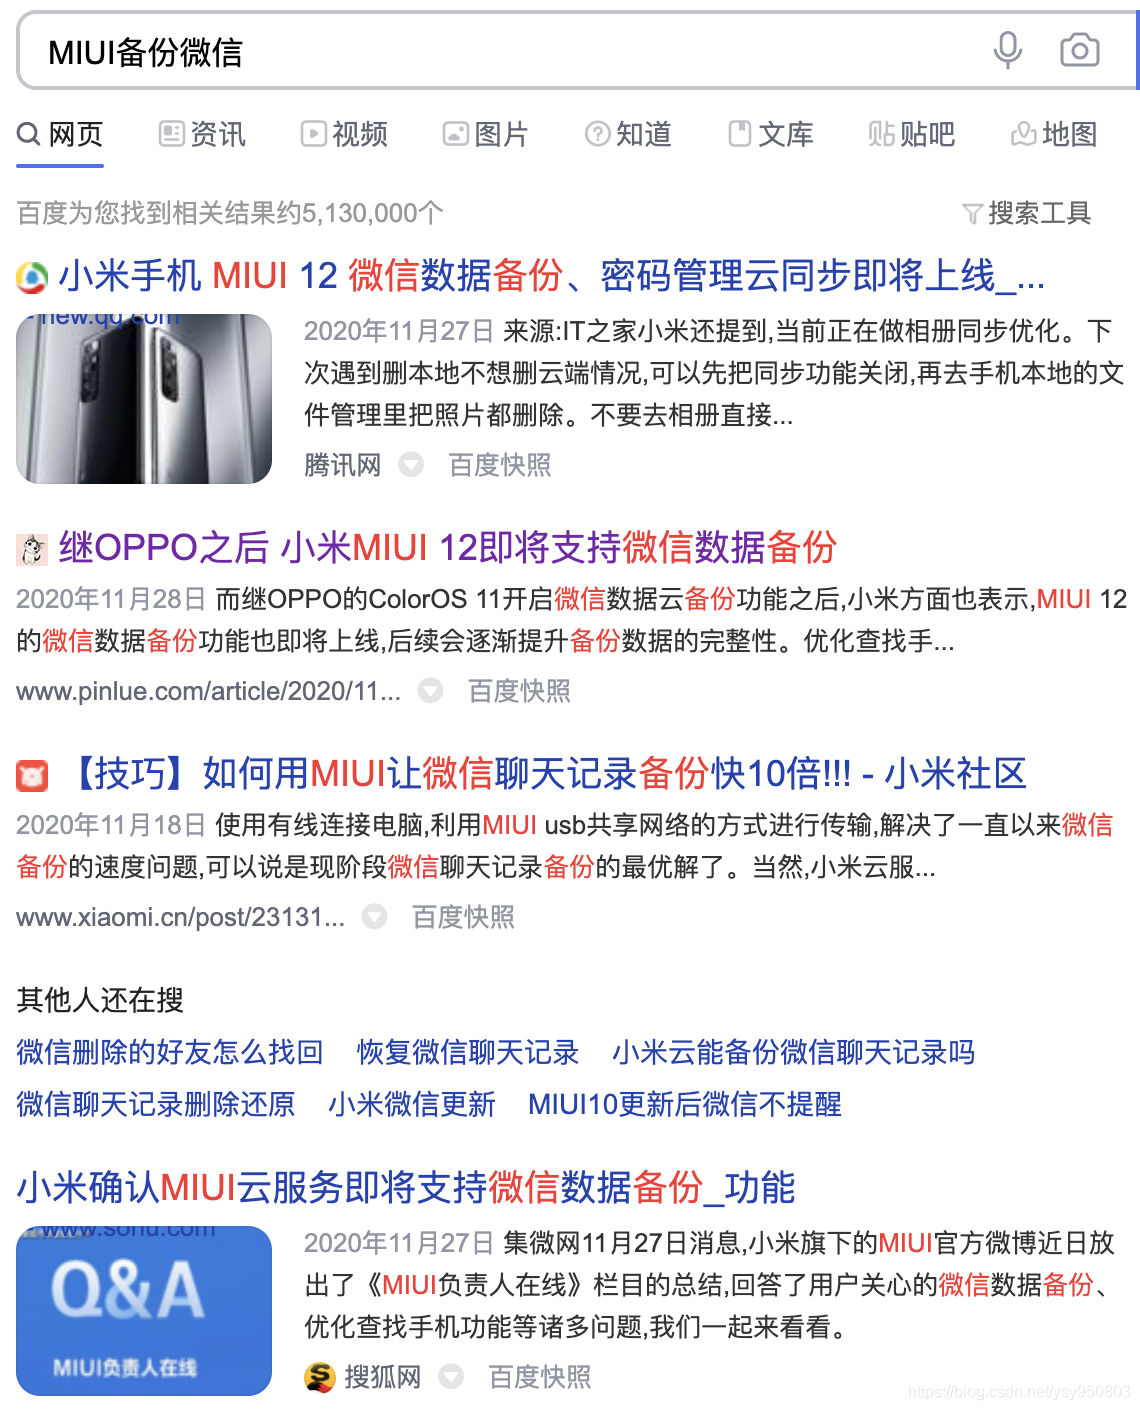 MIUI备份微信
网页 资讯 视频 图片 知道 文库 贴 贴吧 地图
百度为您找到相关结果约5,130,000个 搜索工具
小米手机 MIUI 12 微信数据备份、密码管理云同步即将上线_...
- new.qq.com
2020年11月27日 来源:IT之家小米还提到,当前正在做相册同步优化。下
次遇到删本地不想删云端情况,可以先把同步功能关闭,再去手机本地的文
件管理里把照片都删除。不要去相册直接...
腾讯网 百度快照
继OPPO之后 小米MIUI 12即将支持微信数据备份
2020年11月28日 而继OPPO的ColorOS 11开启微信数据云备份功能之后,小米方面也表示,MIUI 12
的微信数据备份功能也即将上线,后续会逐渐提升备份数据的完整性。优化查找手...
www.pinlue.com/article/2020/11... 百度快照
【技巧】如何用MIUI让微信聊天记录备份快10倍!!! - 小米社区
2020年11月18日 使用有线连接电脑,利用MIUI usb共享网络的方式进行传输,解决了一直以来微信
备份的速度问题,可以说是现阶段微信聊天记录备份的最优解了。当然,小米云服...
www.xiaomi.cn/post/23131... 百度快照
其他人还在搜
微信删除的好友怎么找回 恢复微信聊天记录 小米云能备份微信聊天记录吗
微信聊天记录删除还原 小米微信更新 MIUI10更新后微信不提醒
小米确认MIUI云服务即将支持微信数据备份_功能
- www.sohu.com
Q&A
MIUI负责人在线
2020年11月27日 集微网11月27日消息,小米旗下的MIUI官方微博近日放
出了《MIUI负责人在线》栏目的总结,回答了用户关心的微信数据备份、
优化查找手机功能等诸多问题,我们一起来看看。
搜狐网 百度快照
https://blog.csdn.net/ysy950803